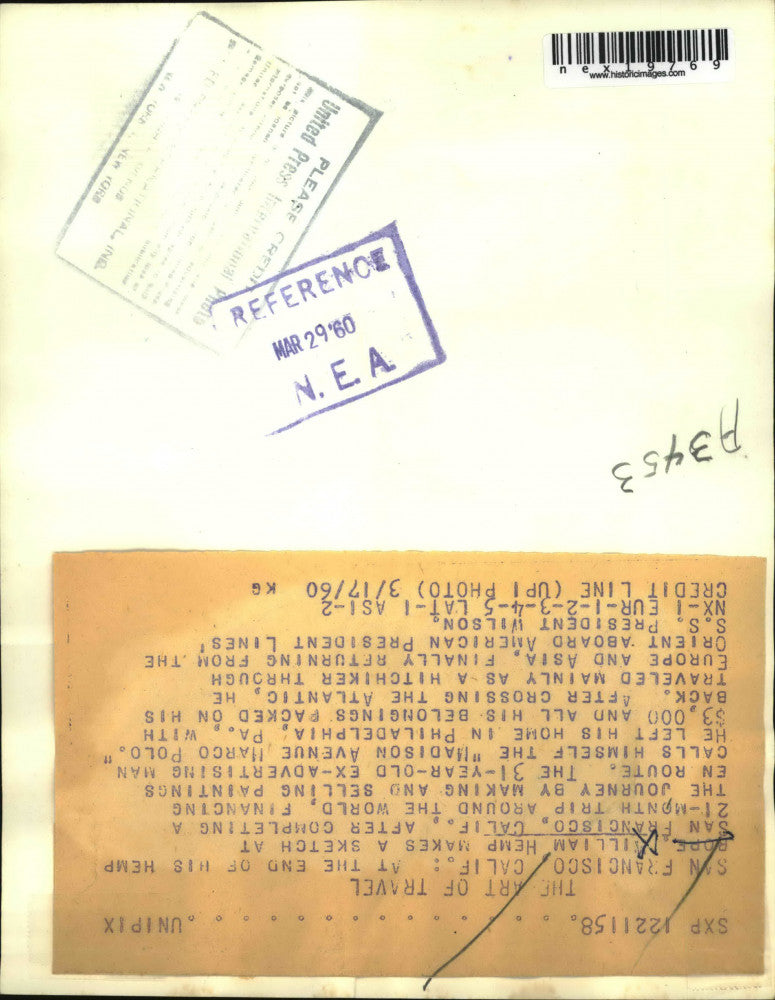 nex19769
www.historicimages.com
PLEASE CREDIT
United Press International Photo
This picture
NEW YORK
REFERENCE
MAR 29 '60
N. E. A.
A3453
SXP 1221158. . . . . . . . . . . . . . UNIPIX
THE ART OF TRAVEL
SAN FRANCISCO, CALIF.: AT THE END OF HIS HEMP
ROPE, WILLIAM HEMP MAKES A SKETCH AT
SAN FRANCISCO, CALIF., AFTER COMPLETING A
21-MONTH TRIP AROUND THE WORLD, FINANCING
THE JOURNEY BY MAKING AND SELLING PAINTINGS
EN ROUTE. THE 31-YEAR-OLD EX-ADVERTISING MAN
CALLS HIMSELF THE "MADISON AVENUE MARCO POLO."
HE LEFT HIS HOME IN PHILADELPHIA, PA., WITH
$3,000 AND ALL HIS BELONGINGS PACKED ON HIS
BACK. AFTER CROSSING THE ATLANTIC, HE
TRAVELED MAINLY AS A HITCHIKER THROUGH
EUROPE AND ASIA, FINALLY RETURNING FROM THE
ORIENT ABOARD AMERICAN PRESIDENT LINES'
S.S. PRESIDENT WILSON.
NX-1 EUR-1-2-3-4-5 LAT-1 ASI-2
CREDIT LINE (UPI PHOTO) 3/17/60 KG